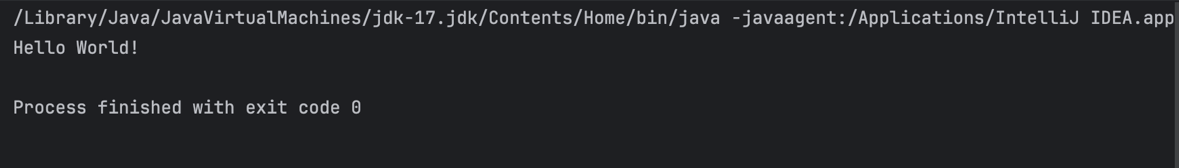 /Library/Java/JavaVirtualMachines/jdk-17.jdk/Contents/Home/bin/java -javaagent:/Applications/IntelliJ IDEA.app
Hello World!
Process finished with exit code 0